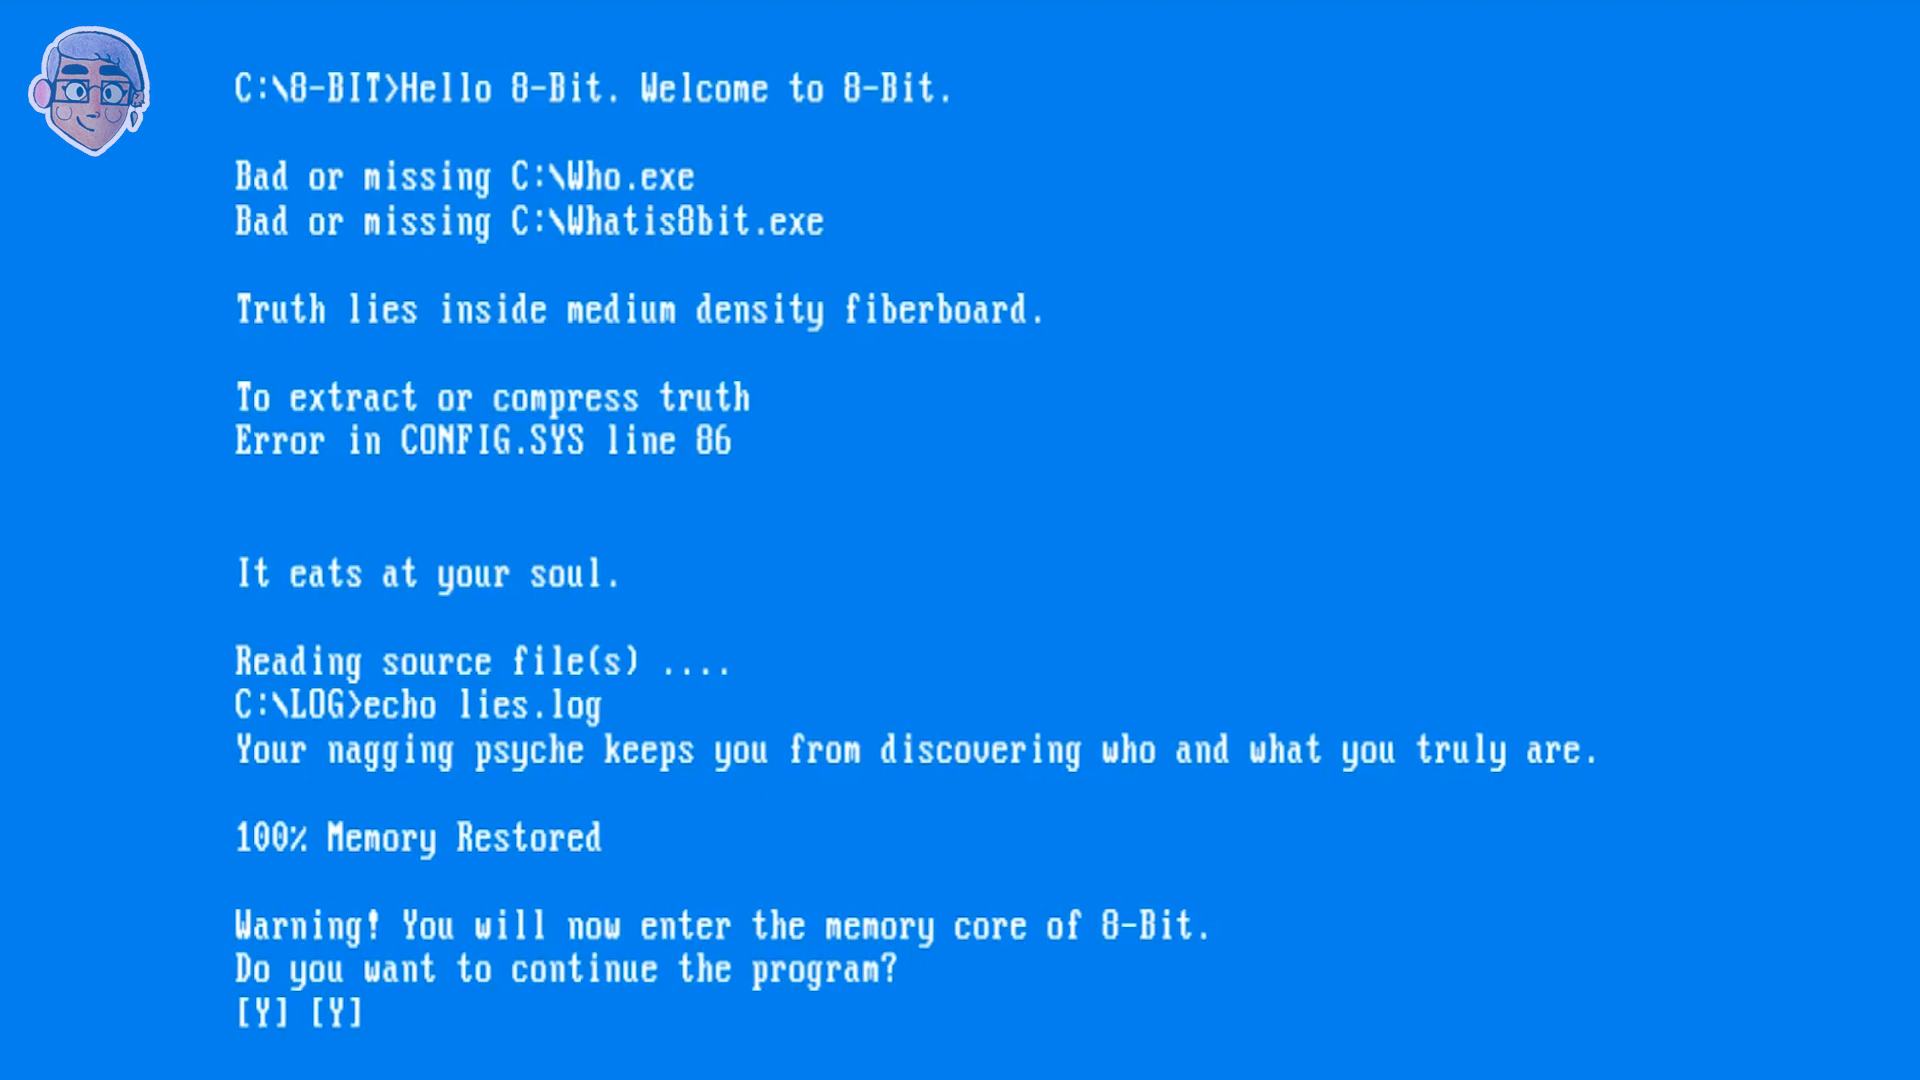 C:\8-BIT>Hello 8-Bit. Welcome to 8-Bit.
Bad or missing C:\Who.exe
Bad or missing C:\Whatis8bit.exe
Truth lies inside medium density fiberboard.
To extract or compress truth
Error in CONFIG.SYS line 86
It eats at your soul.
Reading source file(s) ....
C:\LOG>echo lies.log
Your nagging psyche keeps you from discovering who and what you truly are.
100% Memory Restored
Warning! You will now enter the memory core of 8-Bit.
Do you want to continue the program?
[Y] [Y]